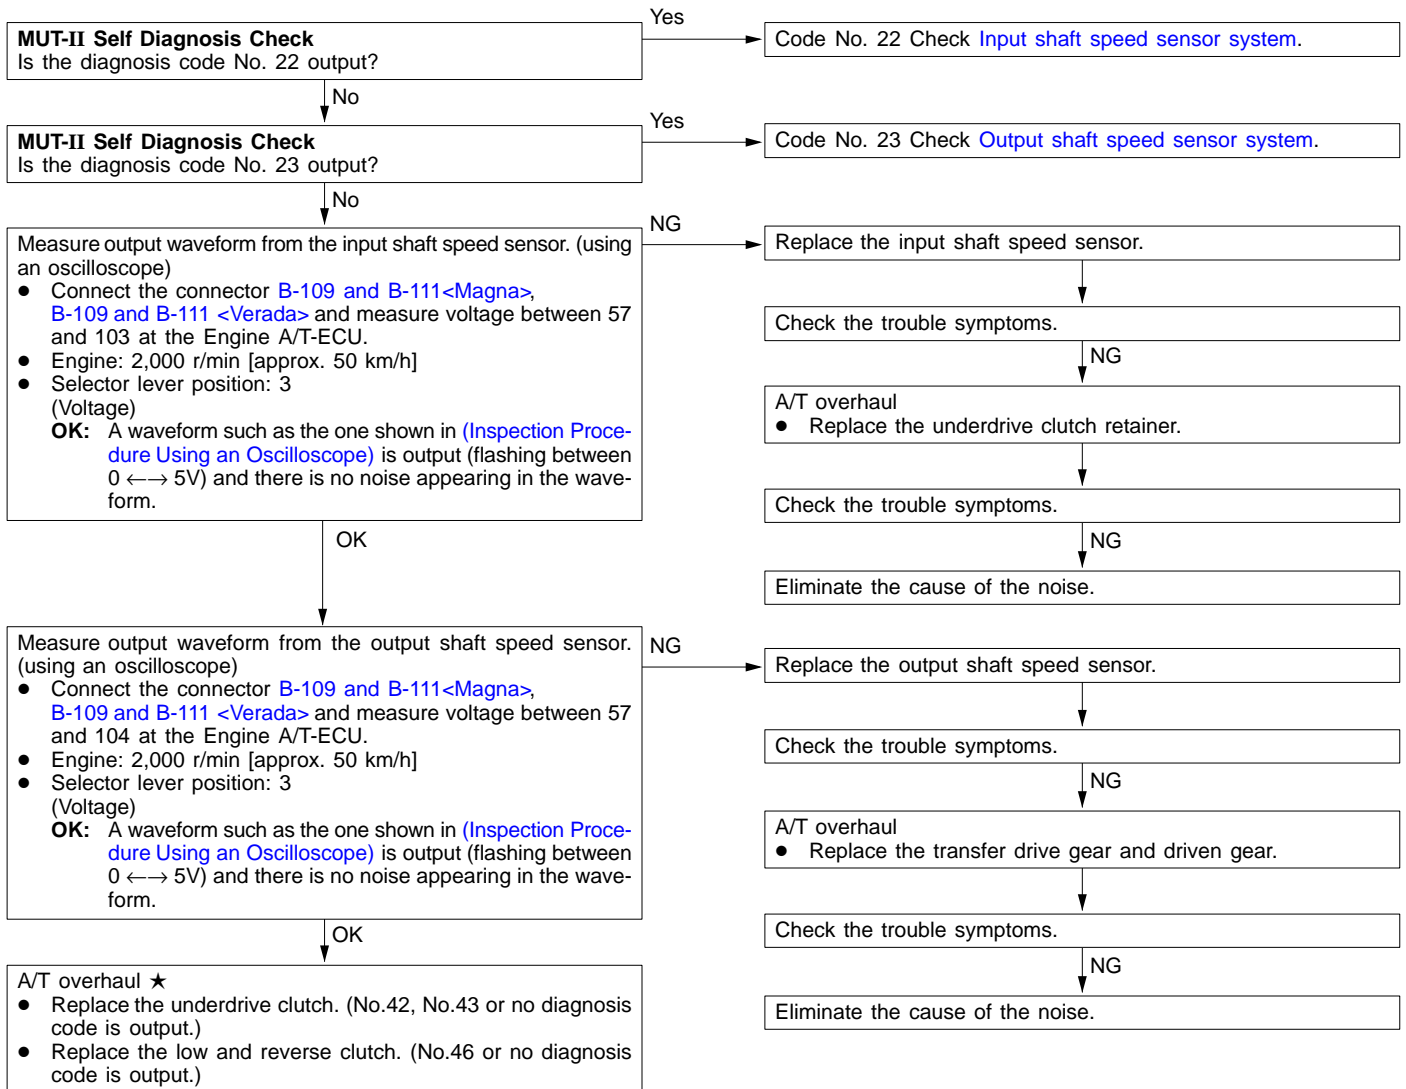 MUT-II Self Diagnosis Check
Is the diagnosis code No. 22 output?
Yes
Code No. 22 Check Input shaft speed sensor system.
No
MUT-II Self Diagnosis Check
Is the diagnosis code No. 23 output?
Yes
Code No. 23 Check Output shaft speed sensor system.
No
Measure output waveform from the input shaft speed sensor. (using
an oscilloscope)
● Connect the connector B-109 and B-111<Magna>,
B-109 and B-111 <Verada> and measure voltage between 57
and 103 at the Engine A/T-ECU.
● Engine: 2,000 r/min [approx. 50 km/h]
● Selector lever position: 3
(Voltage)
OK: A waveform such as the one shown in (Inspection Proce-
dure Using an Oscilloscope) is output (flashing between
0 ←→ 5V) and there is no noise appearing in the wave-
form.
NG
Replace the input shaft speed sensor.
Check the trouble symptoms.
NG
A/T overhaul
● Replace the underdrive clutch retainer.
Check the trouble symptoms.
NG
Eliminate the cause of the noise.
OK
Measure output waveform from the output shaft speed sensor.
(using an oscilloscope)
● Connect the connector B-109 and B-111<Magna>,
B-109 and B-111 <Verada> and measure voltage between 57
and 104 at the Engine A/T-ECU.
● Engine: 2,000 r/min [approx. 50 km/h]
● Selector lever position: 3
(Voltage)
OK: A waveform such as the one shown in (Inspection Proce-
dure Using an Oscilloscope) is output (flashing between
0 ←→ 5V) and there is no noise appearing in the wave-
form.
NG
Replace the output shaft speed sensor.
Check the trouble symptoms.
NG
A/T overhaul
● Replace the transfer drive gear and driven gear.
Check the trouble symptoms.
NG
Eliminate the cause of the noise.
OK
A/T overhaul ★
● Replace the underdrive clutch. (No.42, No.43 or no diagnosis
code is output.)
● Replace the low and reverse clutch. (No.46 or no diagnosis
code is output.)